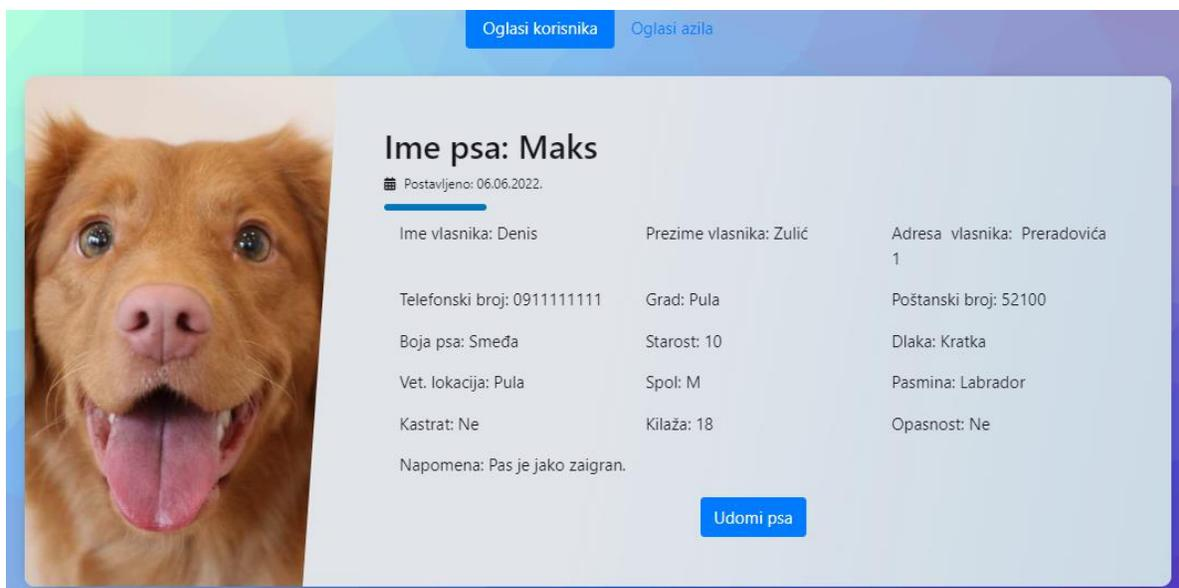 Oglasi korisnika Oglasi azila
Ime psa: Maks
Postavljeno: 06.06.2022.
Ime vlasnika: Denis Prezime vlasnika: Zulić Adresa vlasnika: Preradovića
1
Telefonski broj: 0911111111 Grad: Pula Poštanski broj: 52100
Boja psa: Smeđa Starost: 10 Dlaka: Kratka
Vet. lokacija: Pula Spol: M Pasmina: Labrador
Kastrat: Ne Kilaža: 18 Opasnost: Ne
Napomena: Pas je jako zaigran.
Udomi psa